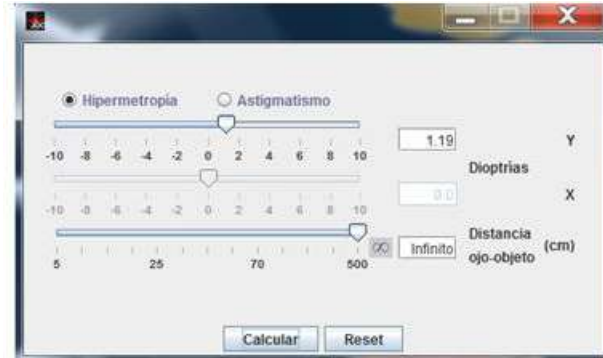 Hipermetropía Astigmatismo
-10 -8 -6 -4 -2 0 2 4 6 8 10
1.19 Y
Dioptrías
-10 -8 -6 -4 -2 0 2 4 6 8 10
0.0 X
5 25 70 500
∞ Infinito
Distancia ojo-objeto (cm)
Calcular Reset